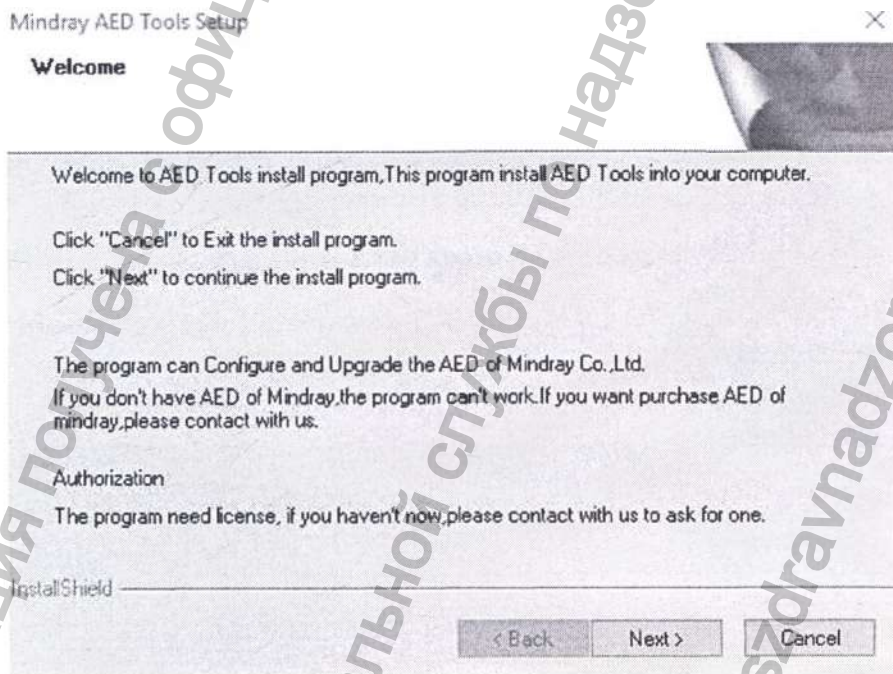 Mindray AED Tools Setup
Welcome
Welcome to AED Tools install program,This program install AED Tools into your computer.
Click "Cancel" to Exit the install program.
Click "Next" to continue the install program.
The program can Configure and Upgrade the AED of Mindray Co.,Ltd.
If you don't have AED of Mindray,the program can't work.If you want purchase AED of
mindray,please contact with us.
Authorization
The program need license, if you haven't now,please contact with us to ask for one.
InstallShield
< Back
Next >
Cancel
получена с
службы по